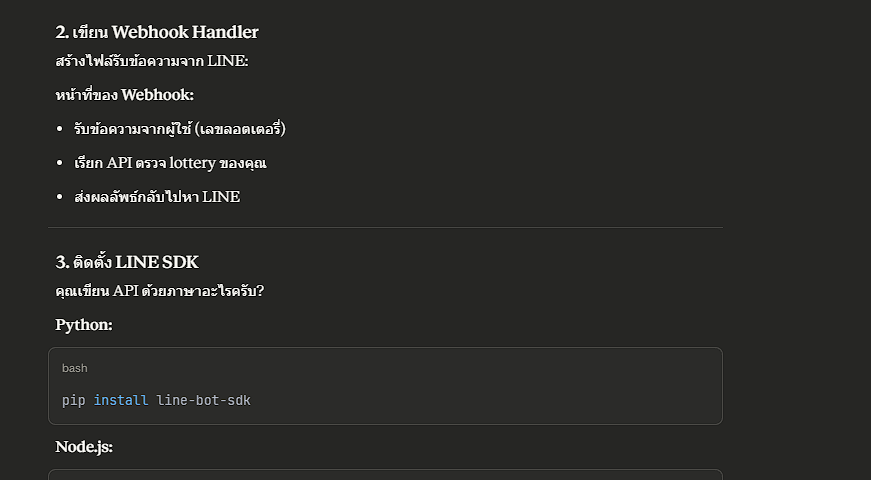 2. เขียน Webhook Handler
สร้างไฟล์รับข้อความจาก LINE:
หน้าที่ของ Webhook:
• รับข้อความจากผู้ใช้ (เลขลอตเตอรี่)
• เรียก API ตรวจ lottery ของคุณ
• ส่งผลลัพธ์กลับไปหา LINE
3. ติดตั้ง LINE SDK
คุณเขียน API ด้วยภาษาอะไรครับ?
Python:
bash
pip install line-bot-sdk
Node.js: